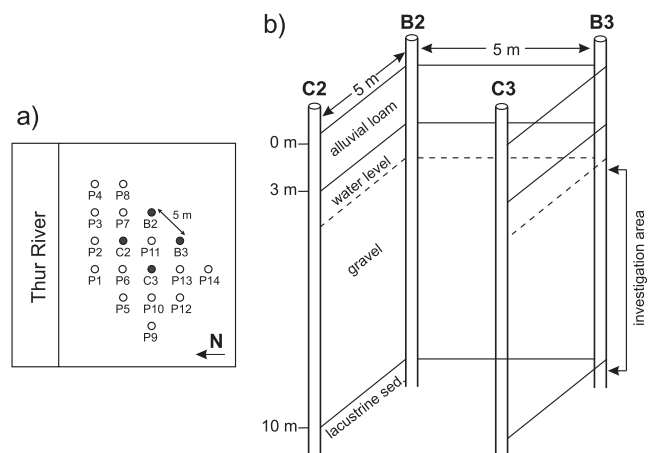 a)
Thur River
P4 P8
P3 P7 B2
5 m
P2 C2 P11 B3
P1 P6 C3 P13 P14
P5 P10 P12
P9
N
b)
B2 B3
5 m
5 m
C2 C3
0 m
alluvial loam
3 m
water level
gravel
investigation area
10 m
lacustrine sed.